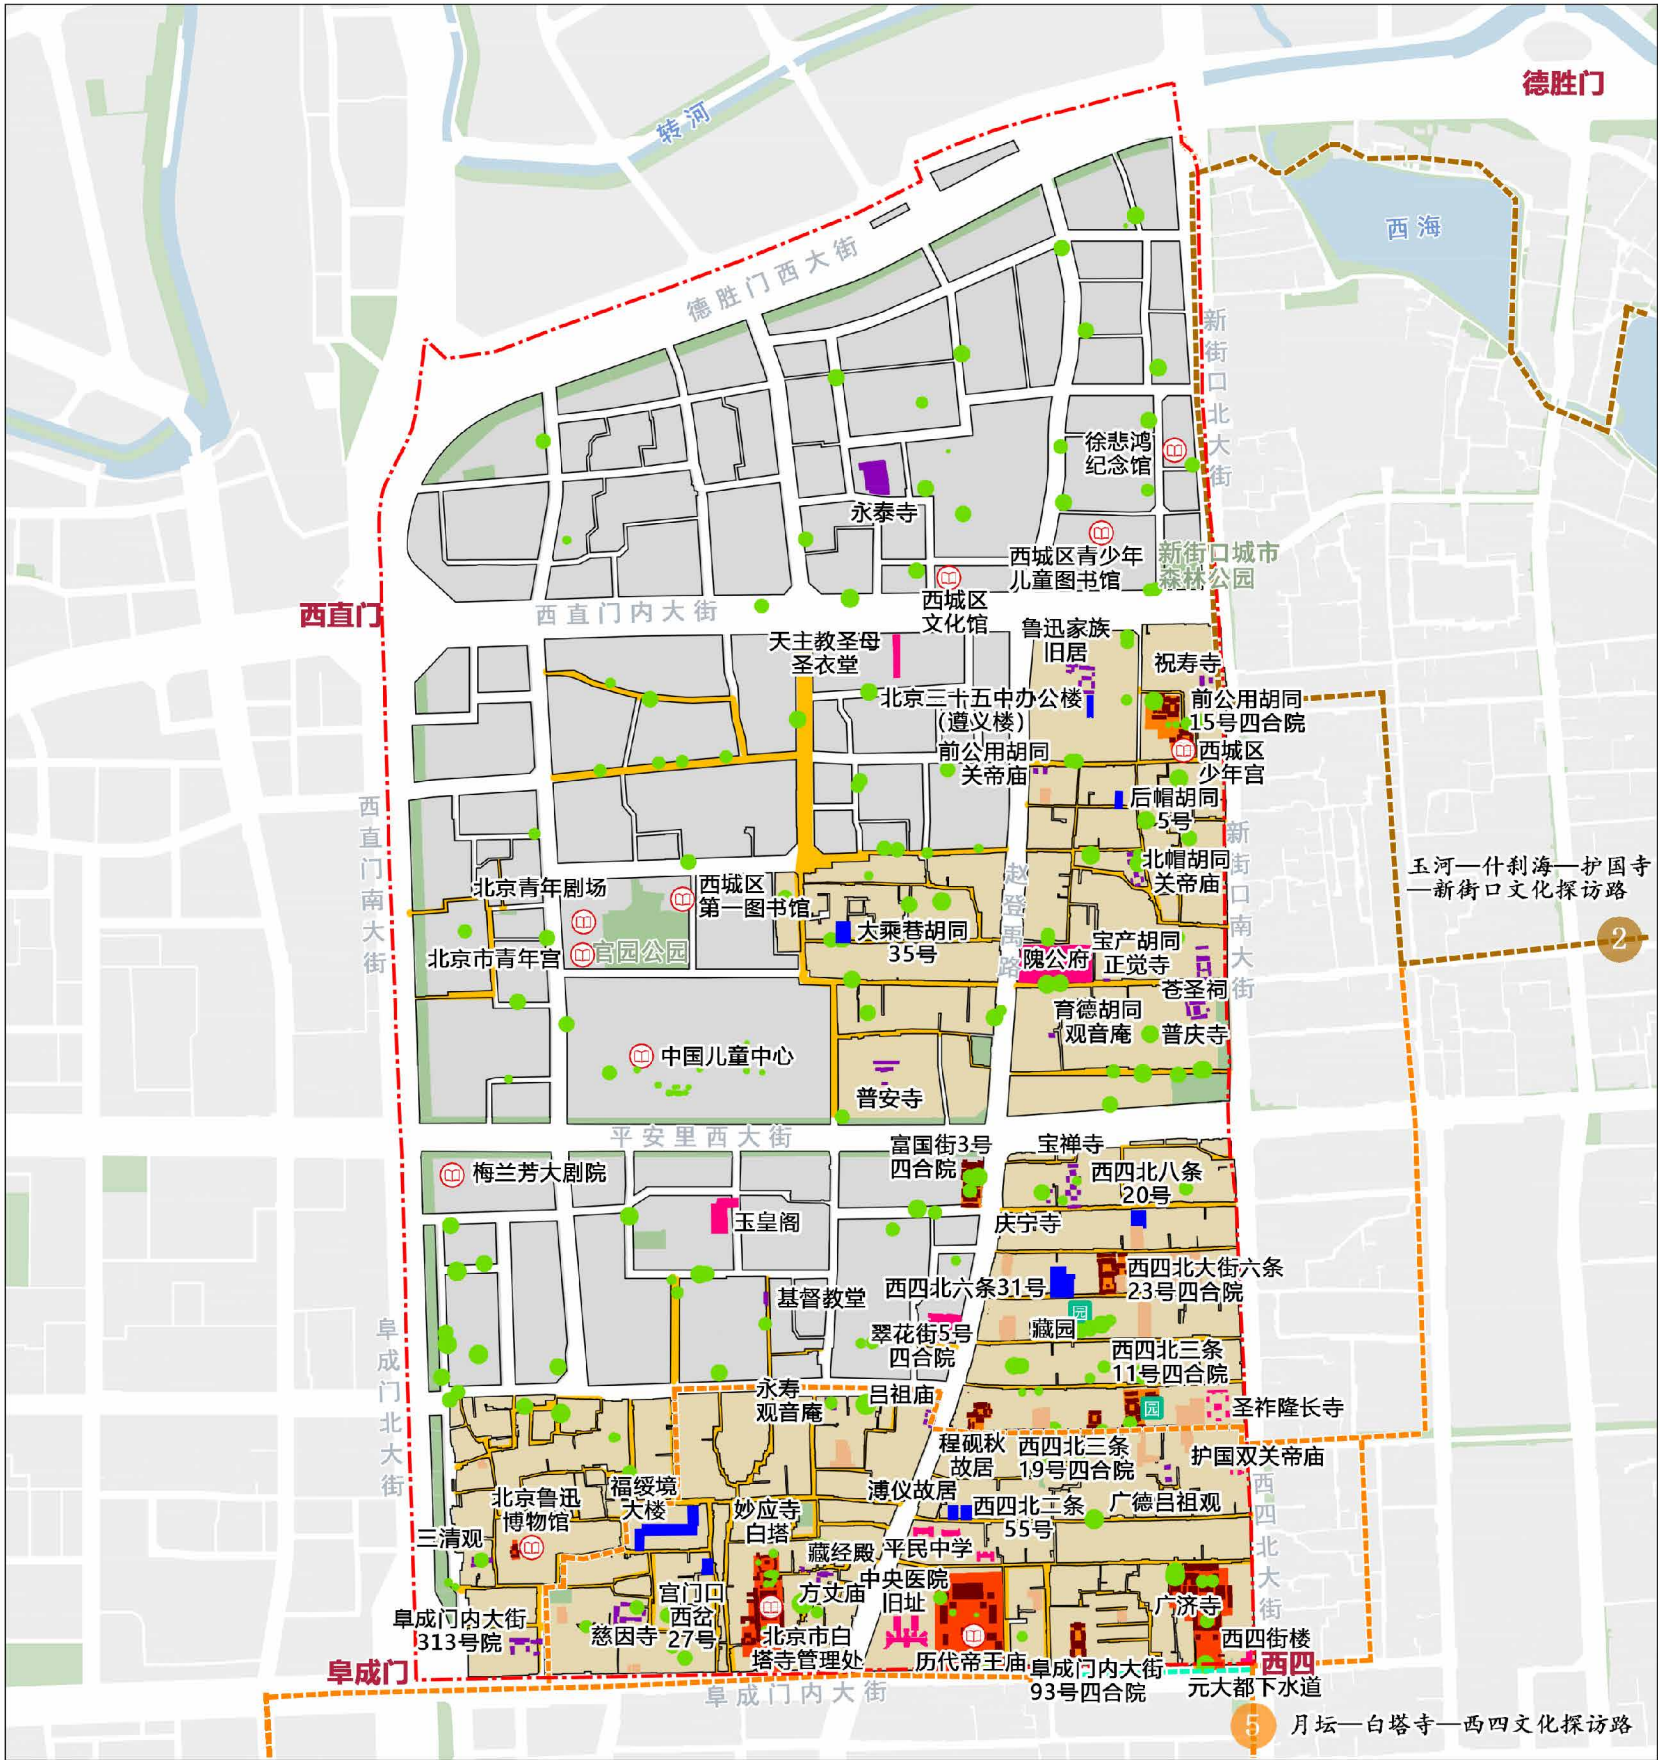 德胜门
转河
西海
德胜门西大街
新街口北大街
徐悲鸿
纪念馆
永泰寺
西城区青少年
儿童图书馆
新街口城市
森林公园
西直门
西直门内大街
西城区
文化馆
天主教圣母
圣衣堂
鲁迅家族
旧居
祝寿寺
北京三十五中办公楼
（遵义楼）
前公用胡同
15号四合院
前公用胡同
关帝庙
西城区
少年宫
后帽胡同
5号
西直门南大街
新街口南大街
北帽胡同
关帝庙
玉河—什刹海—护国寺
—新街口文化探访路
2
赵登禹路
北京青年剧场
西城区
第一图书馆
官园公园
北京市青年宫
大乘巷胡同
35号
隗公府
宝产胡同
正觉寺
苍圣祠
育德胡同
观音庵
普庆寺
中国儿童中心
普安寺
平安里西大街
富国街3号
四合院
宝禅寺
西四北八条
20号
梅兰芳大剧院
玉皇阁
庆宁寺
西四北六条31号
西四北大街六条
23号四合院
基督教堂
翠花街5号
四合院
藏园
园
西四北三条
11号四合院
园
阜成门北大街
永寿
观音庵
吕祖庙
圣祚隆长寺
程砚秋
故居
西四北三条
19号四合院
护国双关帝庙
福绥境
大楼
北京鲁迅
博物馆
妙应寺
白塔
溥仪故居
西四北二条
55号
广德吕祖观
西四北大街
三清观
藏经殿
平民中学
宫门口
西岔
27号
方丈庙
中央医院
旧址
广济寺
阜成门内大街
313号院
慈因寺
北京市白
塔寺管理处
历代帝王庙
阜成门内大街
93号四合院
西四街楼
西四
元大都下水道
阜成门
阜成门内大街
5
月坛—白塔寺—西四文化探访路